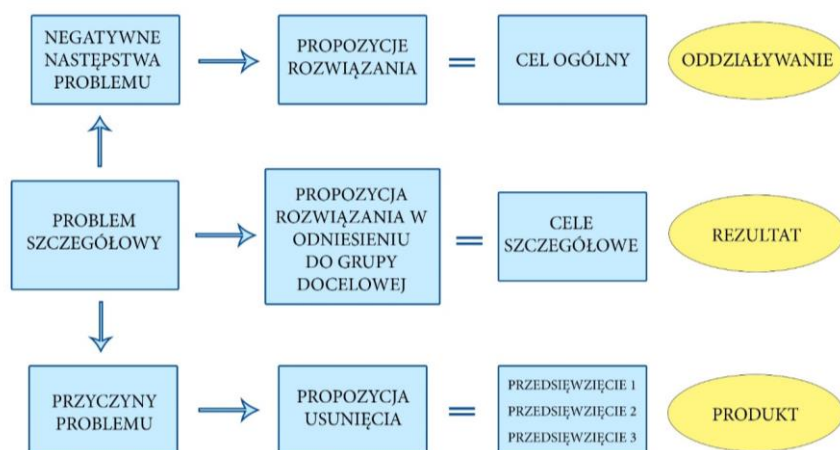 NEGATYWNE
NASTĘPSTWA
PROBLEMU
PROPOZYCJE
ROZWIĄZANIA
=
CEL OGÓLNY
ODDZIAŁYWANIE
PROBLEM
SZCZEGÓŁOWY
PROPOZYCJA
ROZWIĄZANIA W
ODNIESIENIU
DO GRUPY
DOCELOWEJ
=
CELE
SZCZEGÓŁOWE
REZULTAT
PRZYCZYNY
PROBLEMU
PROPOZYCJA
USUNIĘCIA
=
PRZEDSIĘWZIĘCIE 1
PRZEDSIĘWZIĘCIE 2
PRZEDSIĘWZIĘCIE 3
PRODUKT